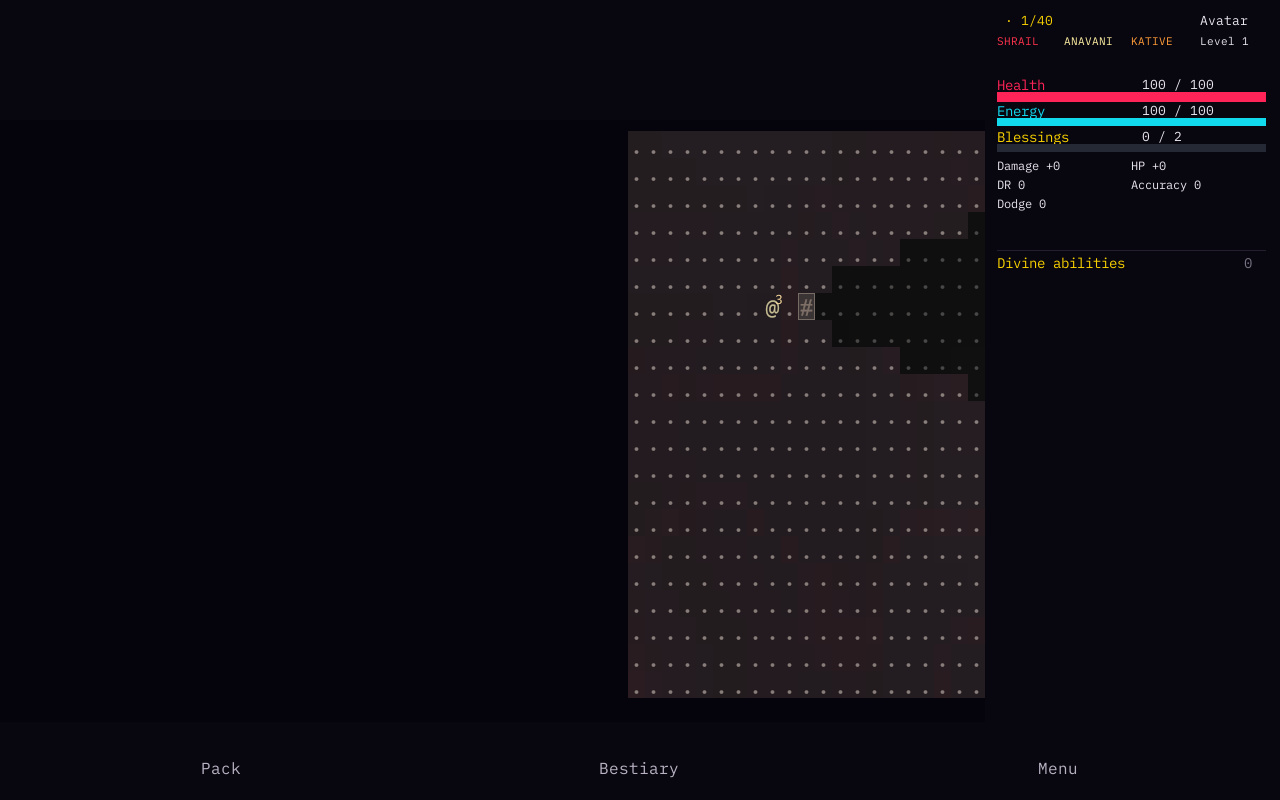 · 1/40 Avatar
SHRAIL ANAVANI KATIVE Level 1
Health 100 / 100
Energy 100 / 100
Blessings 0 / 2
Damage +0 HP +0
DR 0 Accuracy 0
Dodge 0
Divine abilities 0
@3 #
Pack Bestiary Menu